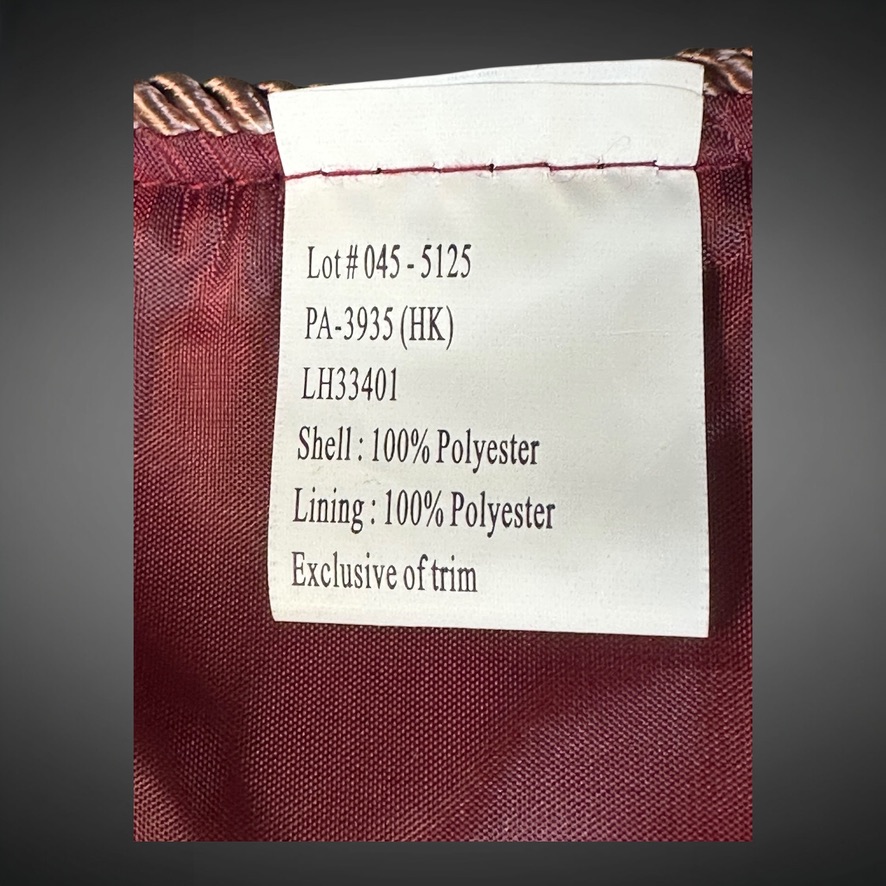 Lot # 045 - 5125
PA-3935 (HK)
LH33401
Shell : 100% Polyester
Lining : 100% Polyester
Exclusive of trim